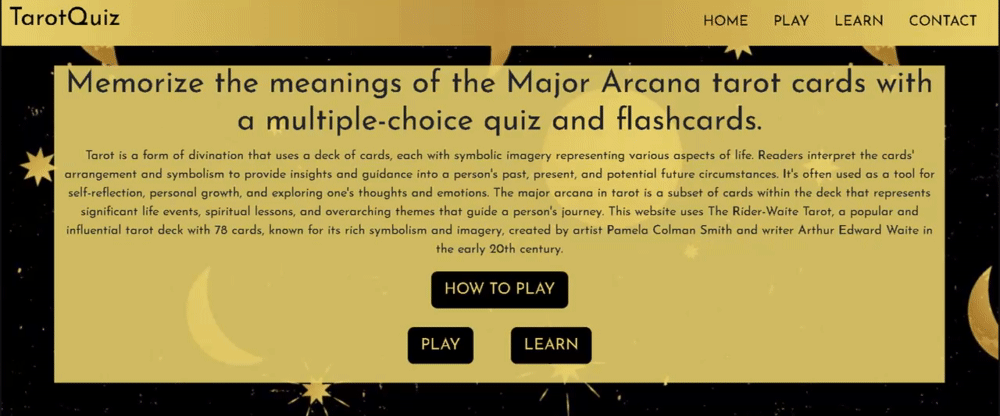 TarotQuiz
HOME PLAY LEARN CONTACT
Memorize the meanings of the Major Arcana tarot cards with
a multiple-choice quiz and flashcards.
Tarot is a form of divination that uses a deck of cards, each with symbolic imagery representing various aspects of life. Readers interpret the cards'
arrangement and symbolism to provide insights and guidance into a person's past, present, and potential future circumstances. It's often used as a tool for
self-reflection, personal growth, and exploring one's thoughts and emotions. The major arcana in tarot is a subset of cards within the deck that represents
significant life events, spiritual lessons, and overarching themes that guide a person's journey. This website uses The Rider-Waite Tarot, a popular and
influential tarot deck with 78 cards, known for its rich symbolism and imagery, created by artist Pamela Colman Smith and writer Arthur Edward Waite in
the early 20th century.
HOW TO PLAY
PLAY LEARN